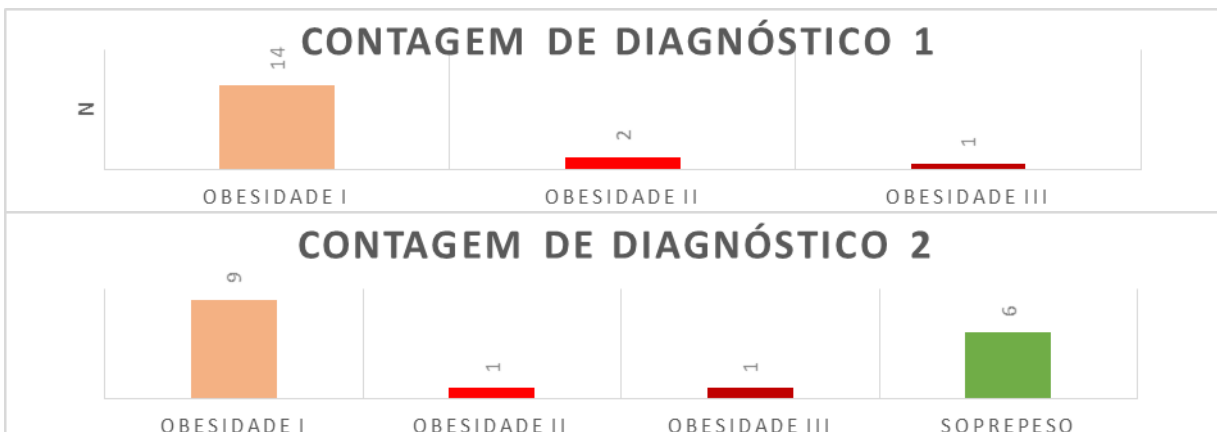 CONTAGEM DE DIAGNÓSTICO 1
14
2
1
N
OBESIDADE I OBESIDADE II OBESIDADE III
CONTAGEM DE DIAGNÓSTICO 2
9
1
1
6
OBESIDADE I OBESIDADE II OBESIDADE III SOPREPESO